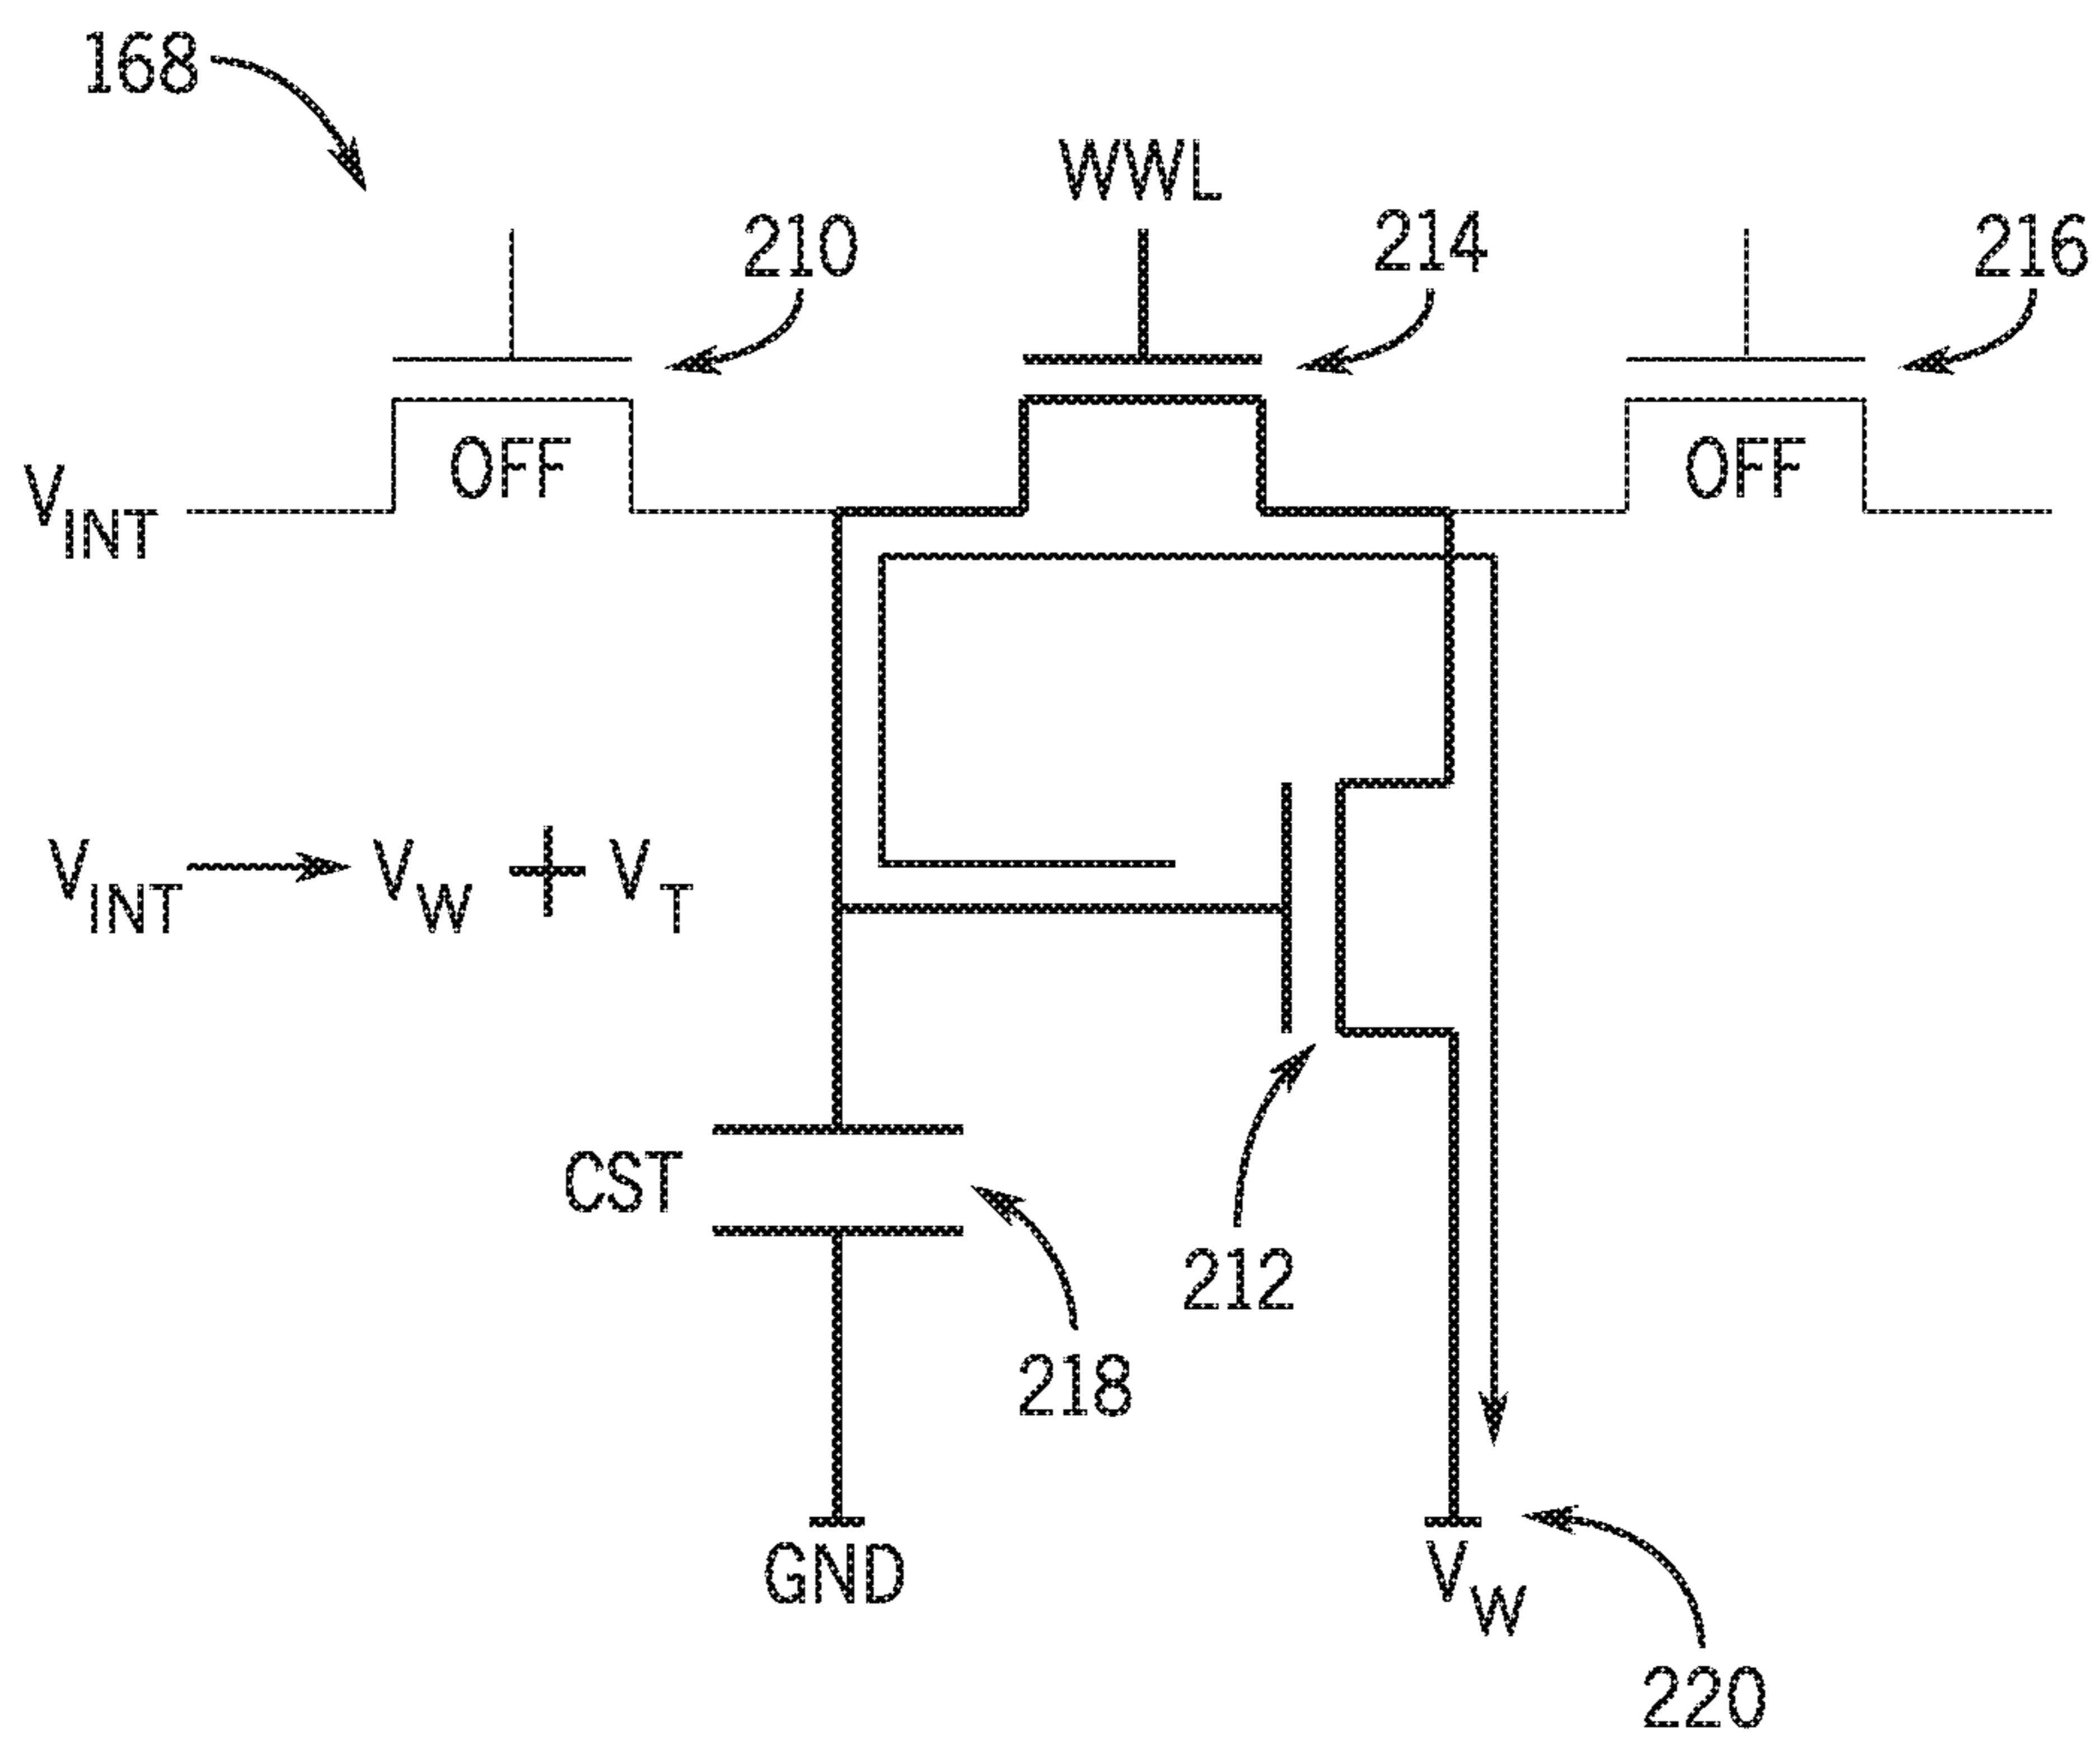 168
WWL
210
214
216
OFF
OFF
VINT
VINT → VW + VT
CST
212
218
GND
VW
220